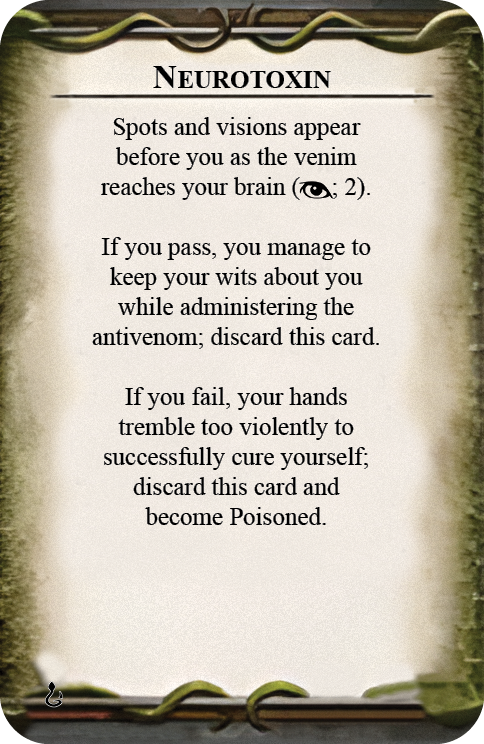 Neurotoxin
Spots and visions appear
before you as the venim
reaches your brain (; 2).
If you pass, you manage to
keep your wits about you
while administering the
antivenom; discard this card.
If you fail, your hands
tremble too violently to
successfully cure yourself;
discard this card and
become Poisoned.